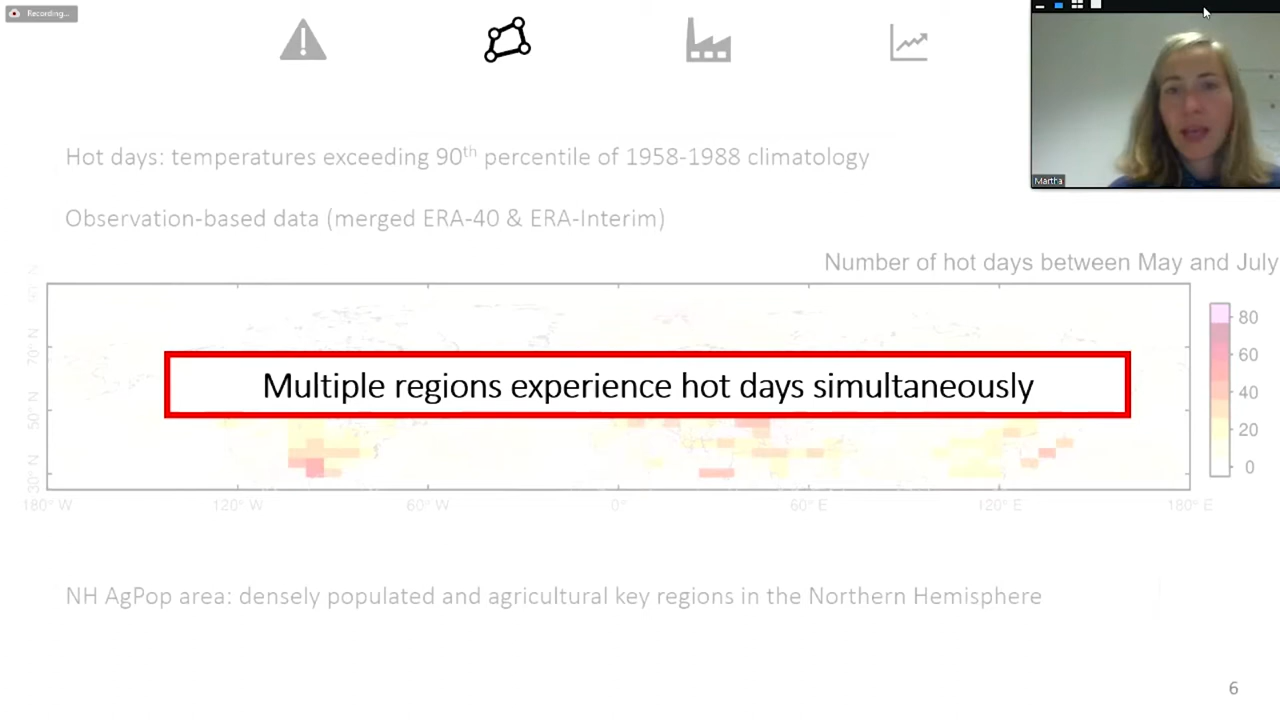 Recording...
Martha
Hot days: temperatures exceeding 90th percentile of 1958-1988 climatology
Observation-based data (merged ERA-40 & ERA-Interim)
Number of hot days between May and July
80
60
40
20
0
70° N
50° N
30° N
Multiple regions experience hot days simultaneously
180° W
120° W
60° W
0°
60° E
120° E
180° E
NH AgPop area: densely populated and agricultural key regions in the Northern Hemisphere
6